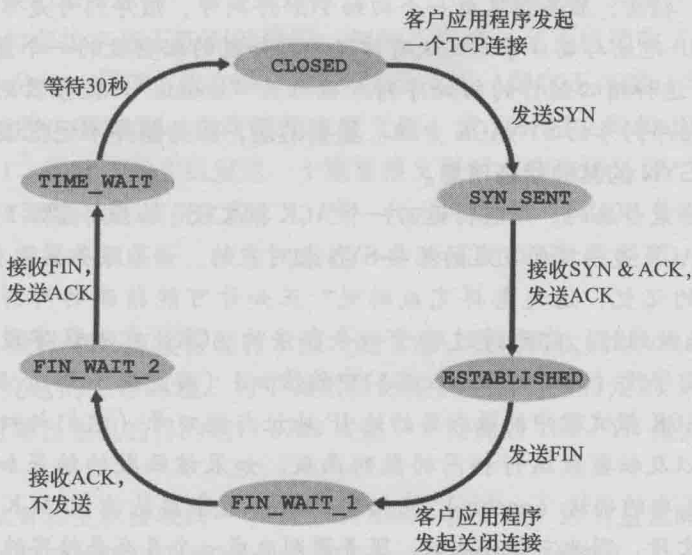 客户应用程序发起
一个TCP连接
CLOSED
等待30秒
发送SYN
TIME_WAIT
SYN_SENT
接收FIN，
发送ACK
接收SYN & ACK，
发送ACK
FIN_WAIT_2
ESTABLISHED
发送FIN
接收ACK，
不发送
FIN_WAIT_1
客户应用程序
发起关闭连接